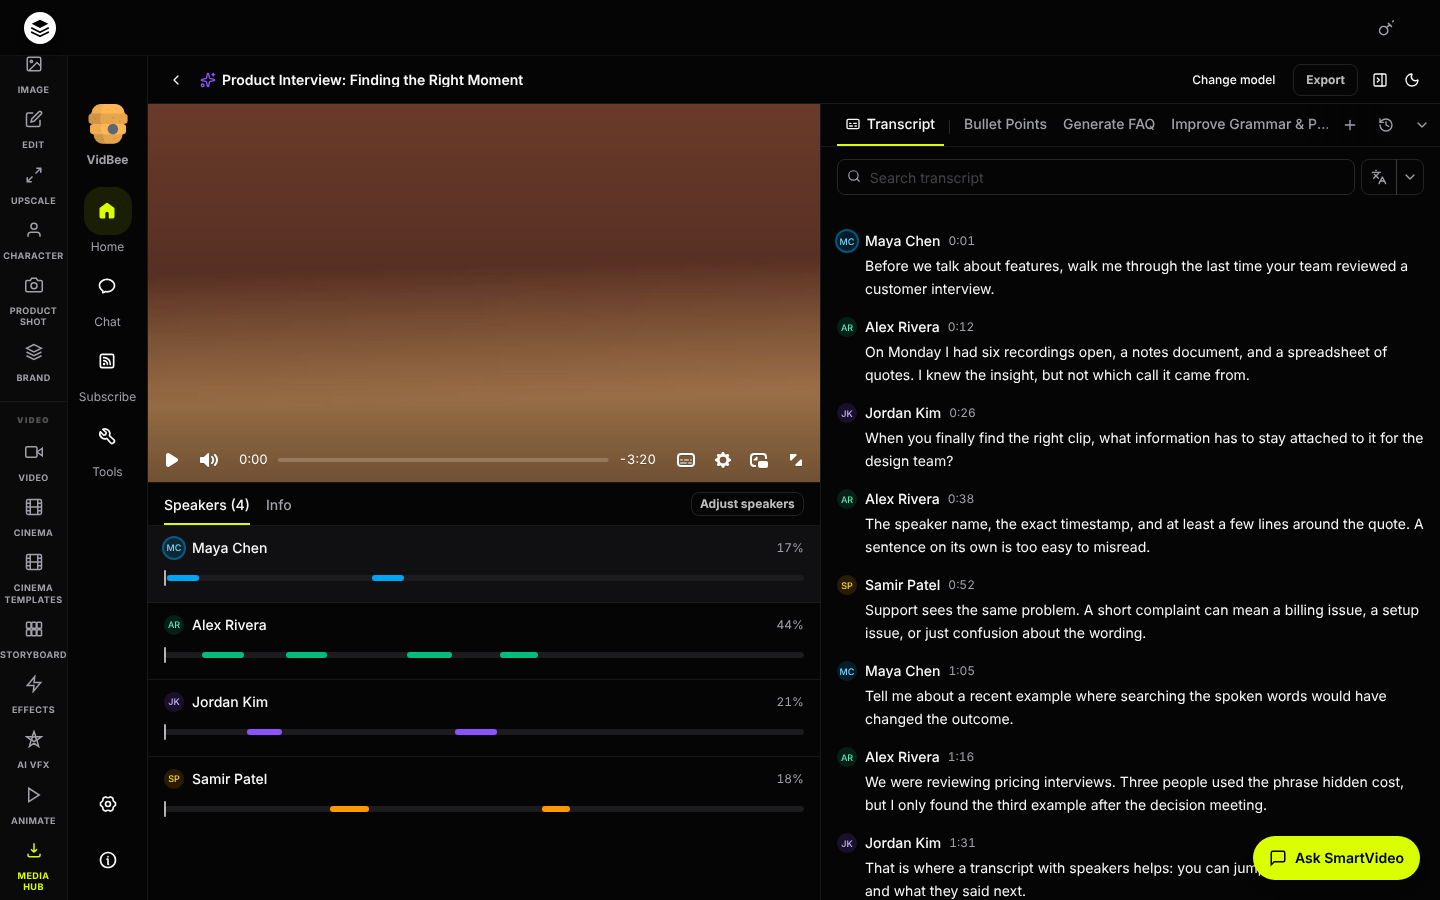 IMAGE
EDIT
UPSCALE
CHARACTER
PRODUCT
SHOT
BRAND
VIDEO
VIDEO
CINEMA
CINEMA
TEMPLATES
STORYBOARD
EFFECTS
AI VFX
ANIMATE
MEDIA
HUB
VidBee
Home
Chat
Subscribe
Tools
Product Interview: Finding the Right Moment
Change model
Export
0:00
-3:20
Speakers (4)
Info
Adjust speakers
MC Maya Chen 17%
AR Alex Rivera 44%
JK Jordan Kim 21%
SP Samir Patel 18%
Transcript
Bullet Points
Generate FAQ
Improve Grammar & P...
Search transcript
MC Maya Chen 0:01
Before we talk about features, walk me through the last time your team reviewed a
customer interview.
AR Alex Rivera 0:12
On Monday I had six recordings open, a notes document, and a spreadsheet of
quotes. I knew the insight, but not which call it came from.
JK Jordan Kim 0:26
When you finally find the right clip, what information has to stay attached to it for the
design team?
AR Alex Rivera 0:38
The speaker name, the exact timestamp, and at least a few lines around the quote. A
sentence on its own is too easy to misread.
SP Samir Patel 0:52
Support sees the same problem. A short complaint can mean a billing issue, a setup
issue, or just confusion about the wording.
MC Maya Chen 1:05
Tell me about a recent example where searching the spoken words would have
changed the outcome.
AR Alex Rivera 1:16
We were reviewing pricing interviews. Three people used the phrase hidden cost,
but I only found the third example after the decision meeting.
JK Jordan Kim 1:31
That is where a transcript with speakers helps: you can
and what they said next.
Ask SmartVideo